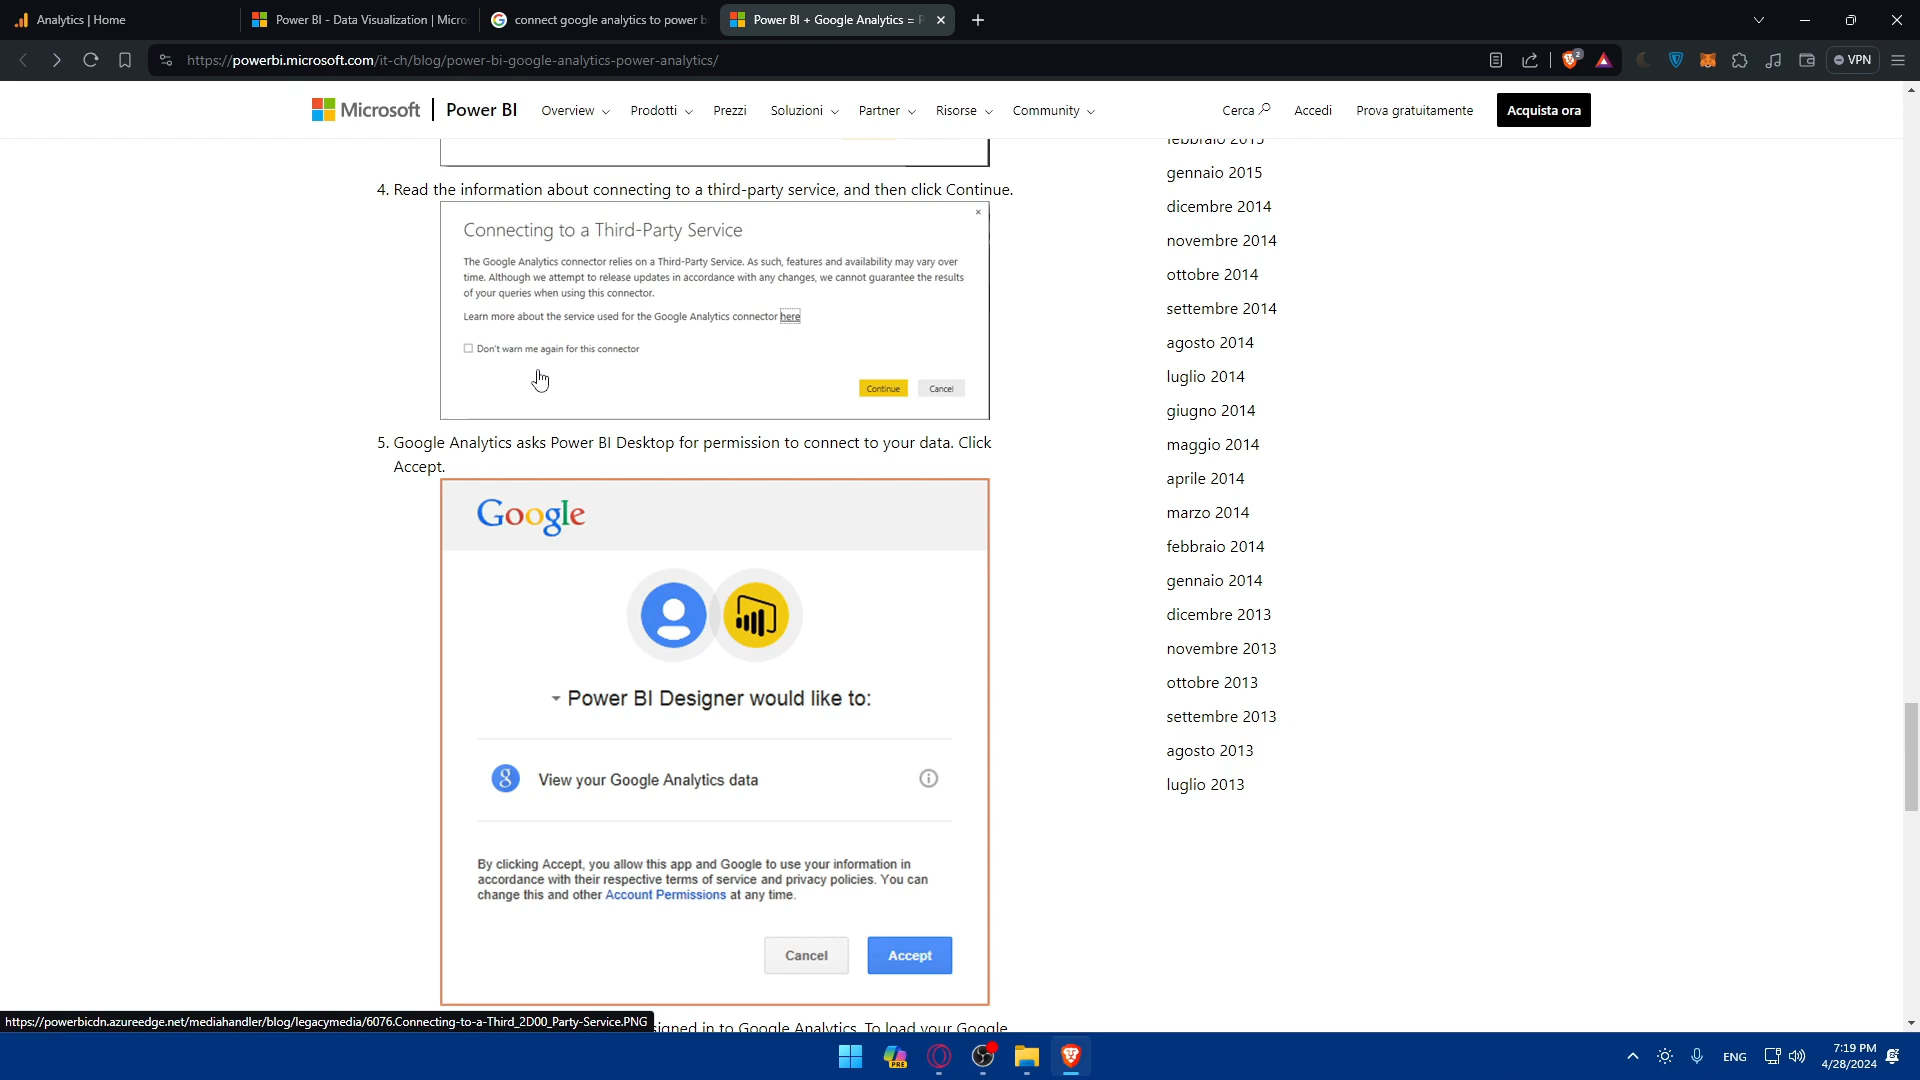 Analytics | Home
Power BI - Data Visualization | Micro
connect google analytics to power b
Power BI + Google Analytics = P
https://powerbi.microsoft.com/it-ch/blog/power-bi-google-analytics-power-analytics/
2
VPN
Microsoft
Power BI
Overview
Prodotti
Prezzi
Soluzioni
Partner
Risorse
Community
Cerca
Accedi
Prova gratuitamente
Acquista ora
4. Read the information about connecting to a third-party service, and then click Continue.
Connecting to a Third-Party Service
The Google Analytics connector relies on a Third-Party Service. As such, features and availability may vary over
time. Although we attempt to release updates in accordance with any changes, we cannot guarantee the results
of your queries when using this connector.
Learn more about the service used for the Google Analytics connector here
Don't warn me again for this connector
Continue
Cancel
5. Google Analytics asks Power BI Desktop for permission to connect to your data. Click
Accept.
Google
Power BI Designer would like to:
View your Google Analytics data
By clicking Accept, you allow this app and Google to use your information in
accordance with their respective terms of service and privacy policies. You can
change this and other Account Permissions at any time.
Cancel
Accept
igned in to Google Analytics. To load your Google
febbraio 2015
gennaio 2015
dicembre 2014
novembre 2014
ottobre 2014
settembre 2014
agosto 2014
luglio 2014
giugno 2014
maggio 2014
aprile 2014
marzo 2014
febbraio 2014
gennaio 2014
dicembre 2013
novembre 2013
ottobre 2013
settembre 2013
agosto 2013
luglio 2013
https://powerbicdn.azureedge.net/mediahandler/blog/legacymedia/6076.Connecting-to-a-Third_2D00_Party-Service.PNG
PRE
ENG
7:19 PM
4/28/2024